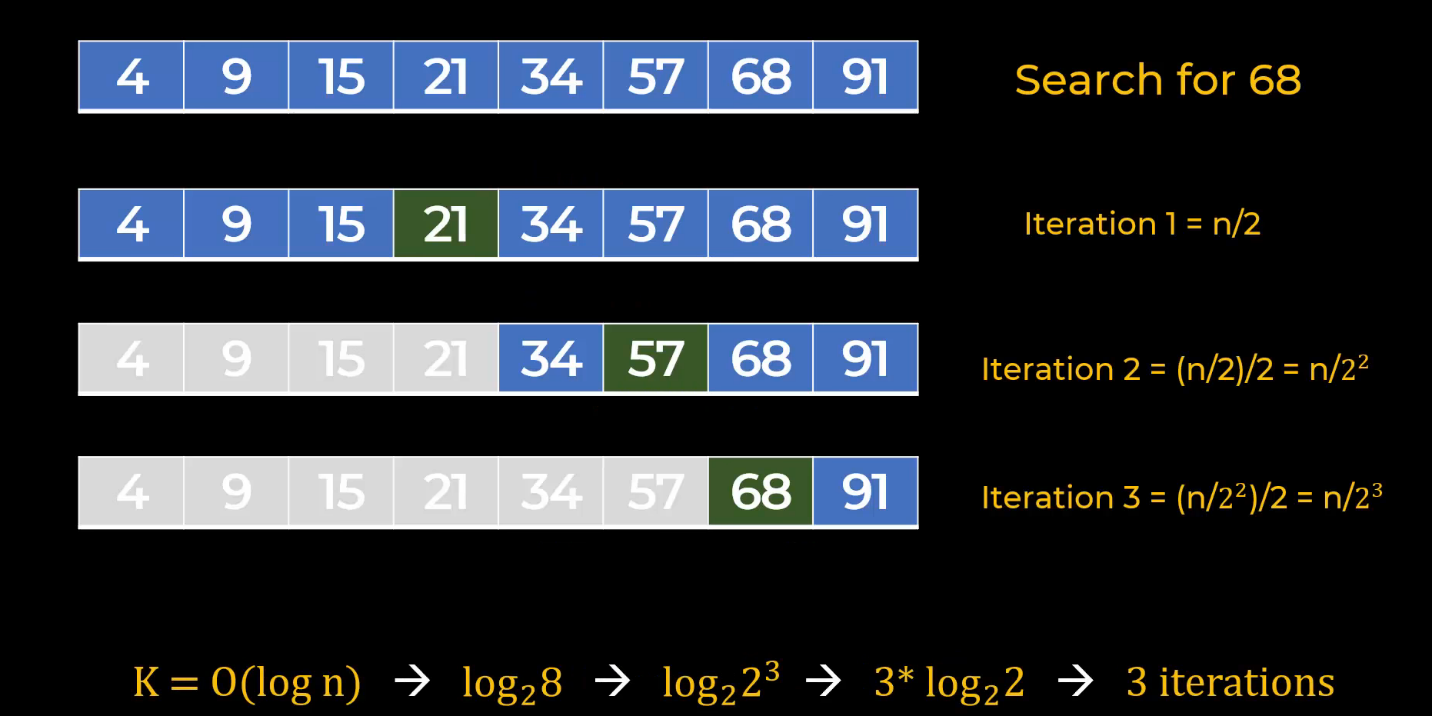 4 9 15 21 34 57 68 91 Search for 68
4 9 15 21 34 57 68 91 Iteration 1 = n/2
4 9 15 21 34 57 68 91 Iteration 2 = (n/2)/2 = n/2²
4 9 15 21 34 57 68 91 Iteration 3 = (n/2²)/2 = n/2³
K = O(log n) → log₂8 → log₂2³ → 3* log₂2 → 3 iterations